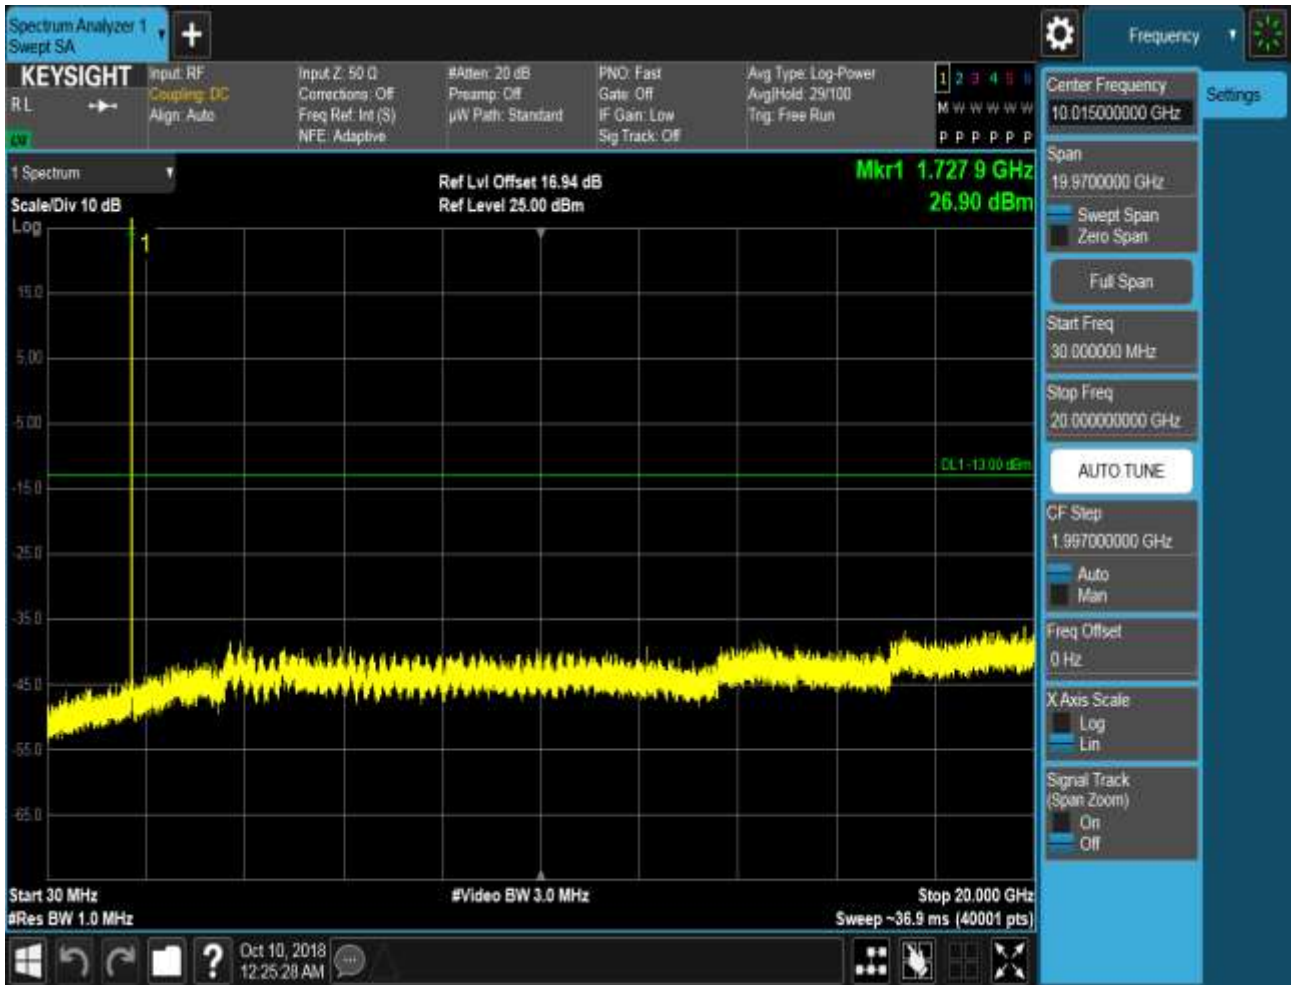 Spectrum Analyzer 1
Swept SA
+
Frequency
KEYSIGHT
RL
Input: RF
Coupling: DC
Align: Auto
Input Z: 50 Ω
Corrections: Off
Freq Ref: Int (S)
NFE: Adaptive
#Atten: 20 dB
Preamp: Off
µW Path: Standard
PNO: Fast
Gate: Off
IF Gain: Low
Sig Track: Off
Avg Type: Log-Power
Avg|Hold: 29/100
Trig: Free Run
1 2 3 4 5 6
M W W W W W
P P P P P P
1 Spectrum
Scale/Div 10 dB
Log
Ref Lvl Offset 16.94 dB
Ref Level 25.00 dBm
Mkr1 1.727 9 GHz
26.90 dBm
1
15.0
5.00
-5.00
DL1 -13.00 dBm
-15.0
-25.0
-35.0
-45.0
-55.0
-65.0
Start 30 MHz
#Res BW 1.0 MHz
#Video BW 3.0 MHz
Stop 20.000 GHz
Sweep ~36.9 ms (40001 pts)
?
Oct 10, 2018
12:25:28 AM
Center Frequency
10.015000000 GHz
Settings
Span
19.9700000 GHz
Swept Span
Zero Span
Full Span
Start Freq
30.000000 MHz
Stop Freq
20.000000000 GHz
AUTO TUNE
CF Step
1.997000000 GHz
Auto
Man
Freq Offset
0 Hz
X Axis Scale
Log
Lin
Signal Track
(Span Zoom)
On
Off